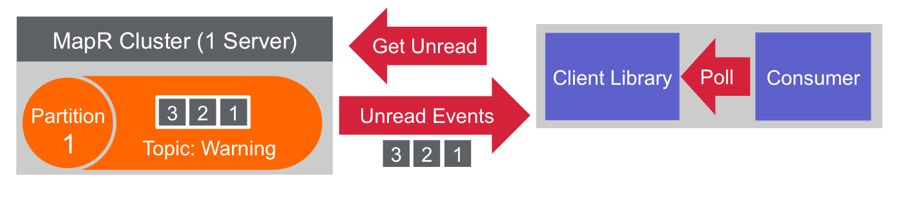 MapR Cluster (1 Server)
Partition
1
3 2 1
Topic: Warning
Get Unread
Unread Events
3 2 1
Client Library
Poll
Consumer